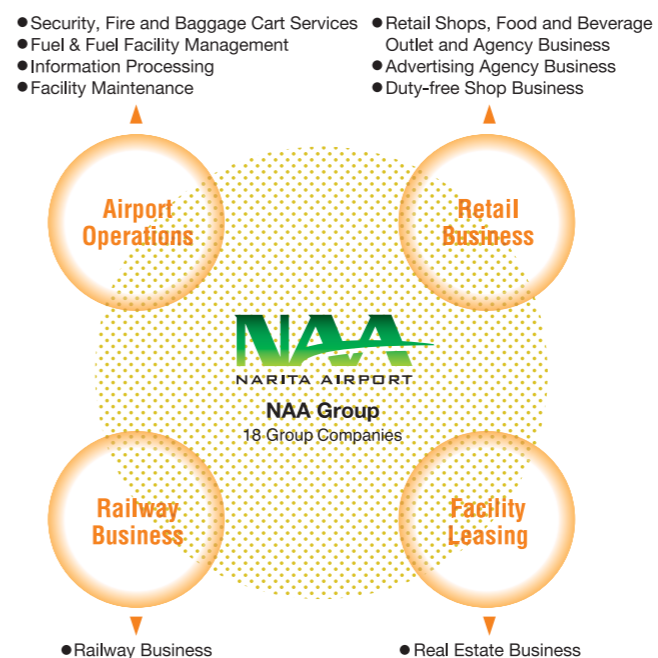 ●Security, Fire and Baggage Cart Services
●Fuel & Fuel Facility Management
●Information Processing
●Facility Maintenance
●Retail Shops, Food and Beverage
Outlet and Agency Business
●Advertising Agency Business
●Duty-free Shop Business
Airport
Operations
Retail
Business
NAA
NARITA AIRPORT
NAA Group
18 Group Companies
Railway
Business
Facility
Leasing
●Railway Business
●Real Estate Business